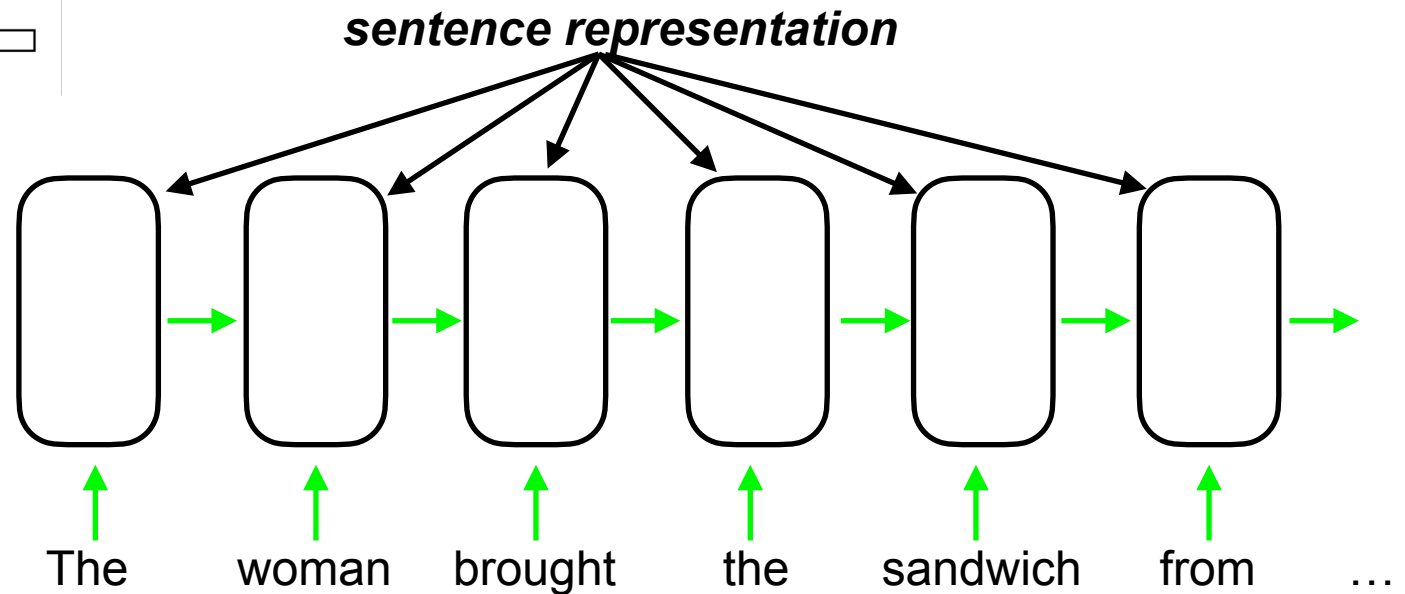 sentence representation
The woman brought the sandwich from …